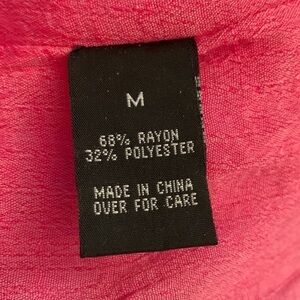 M
68% RAYON
32% POLYESTER
MADE IN CHINA
OVER FOR CARE